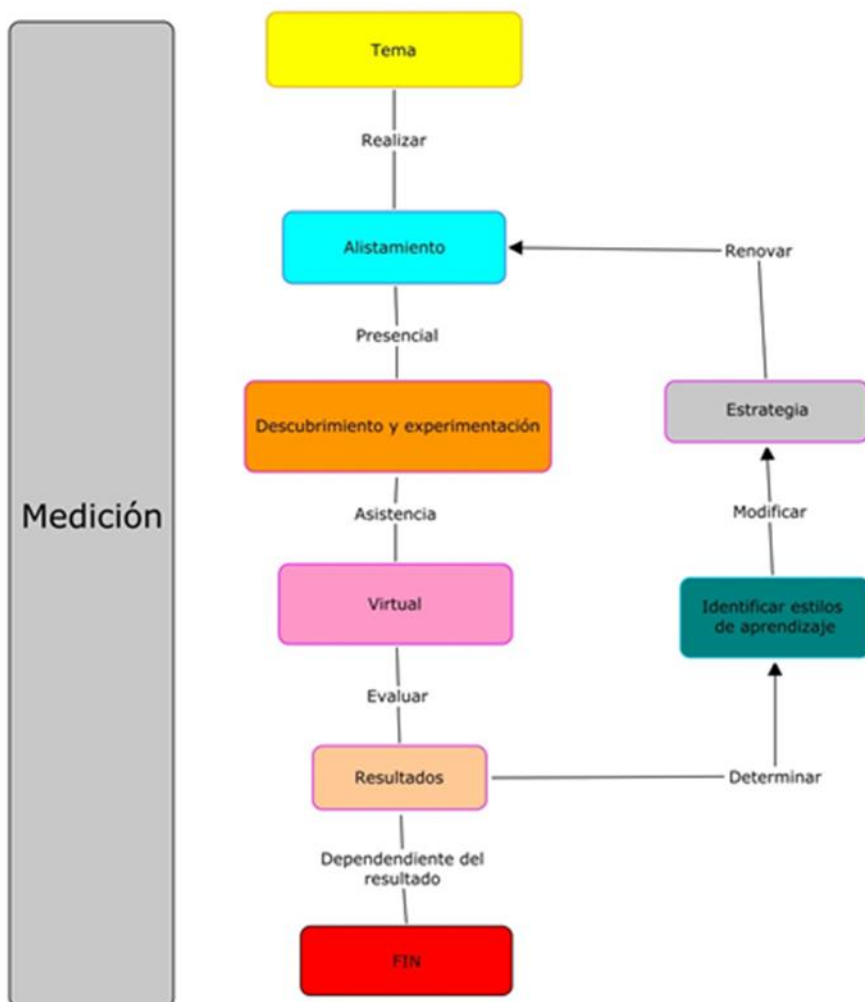 Tema
Realizar
Alistamiento
Renovar
Presencial
Estrategia
Descubrimiento y experimentación
Medición
Asistencia
Modificar
Virtual
Identificar estilos
de aprendizaje
Evaluar
Resultados
Determinar
Dependendiente del
resultado
FIN